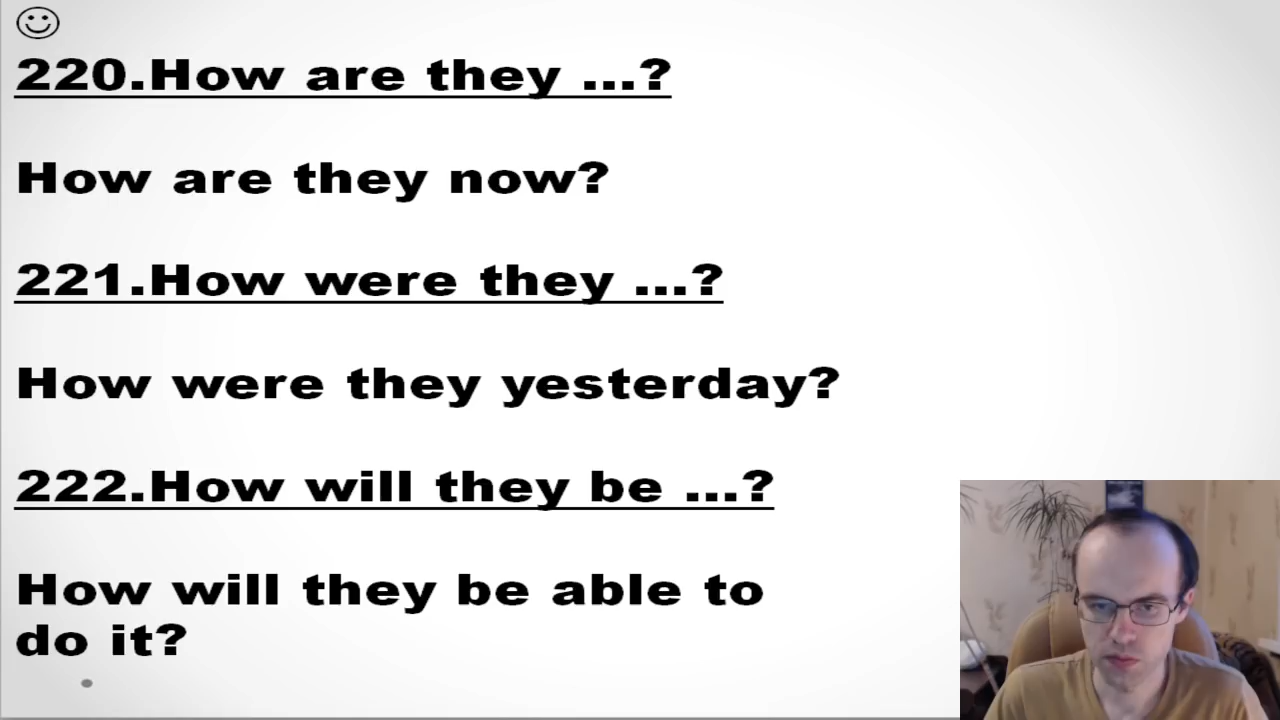 220.How are they ...?
How are they now?
221.How were they ...?
How were they yesterday?
222.How will they be ...?
How will they be able to
do it?